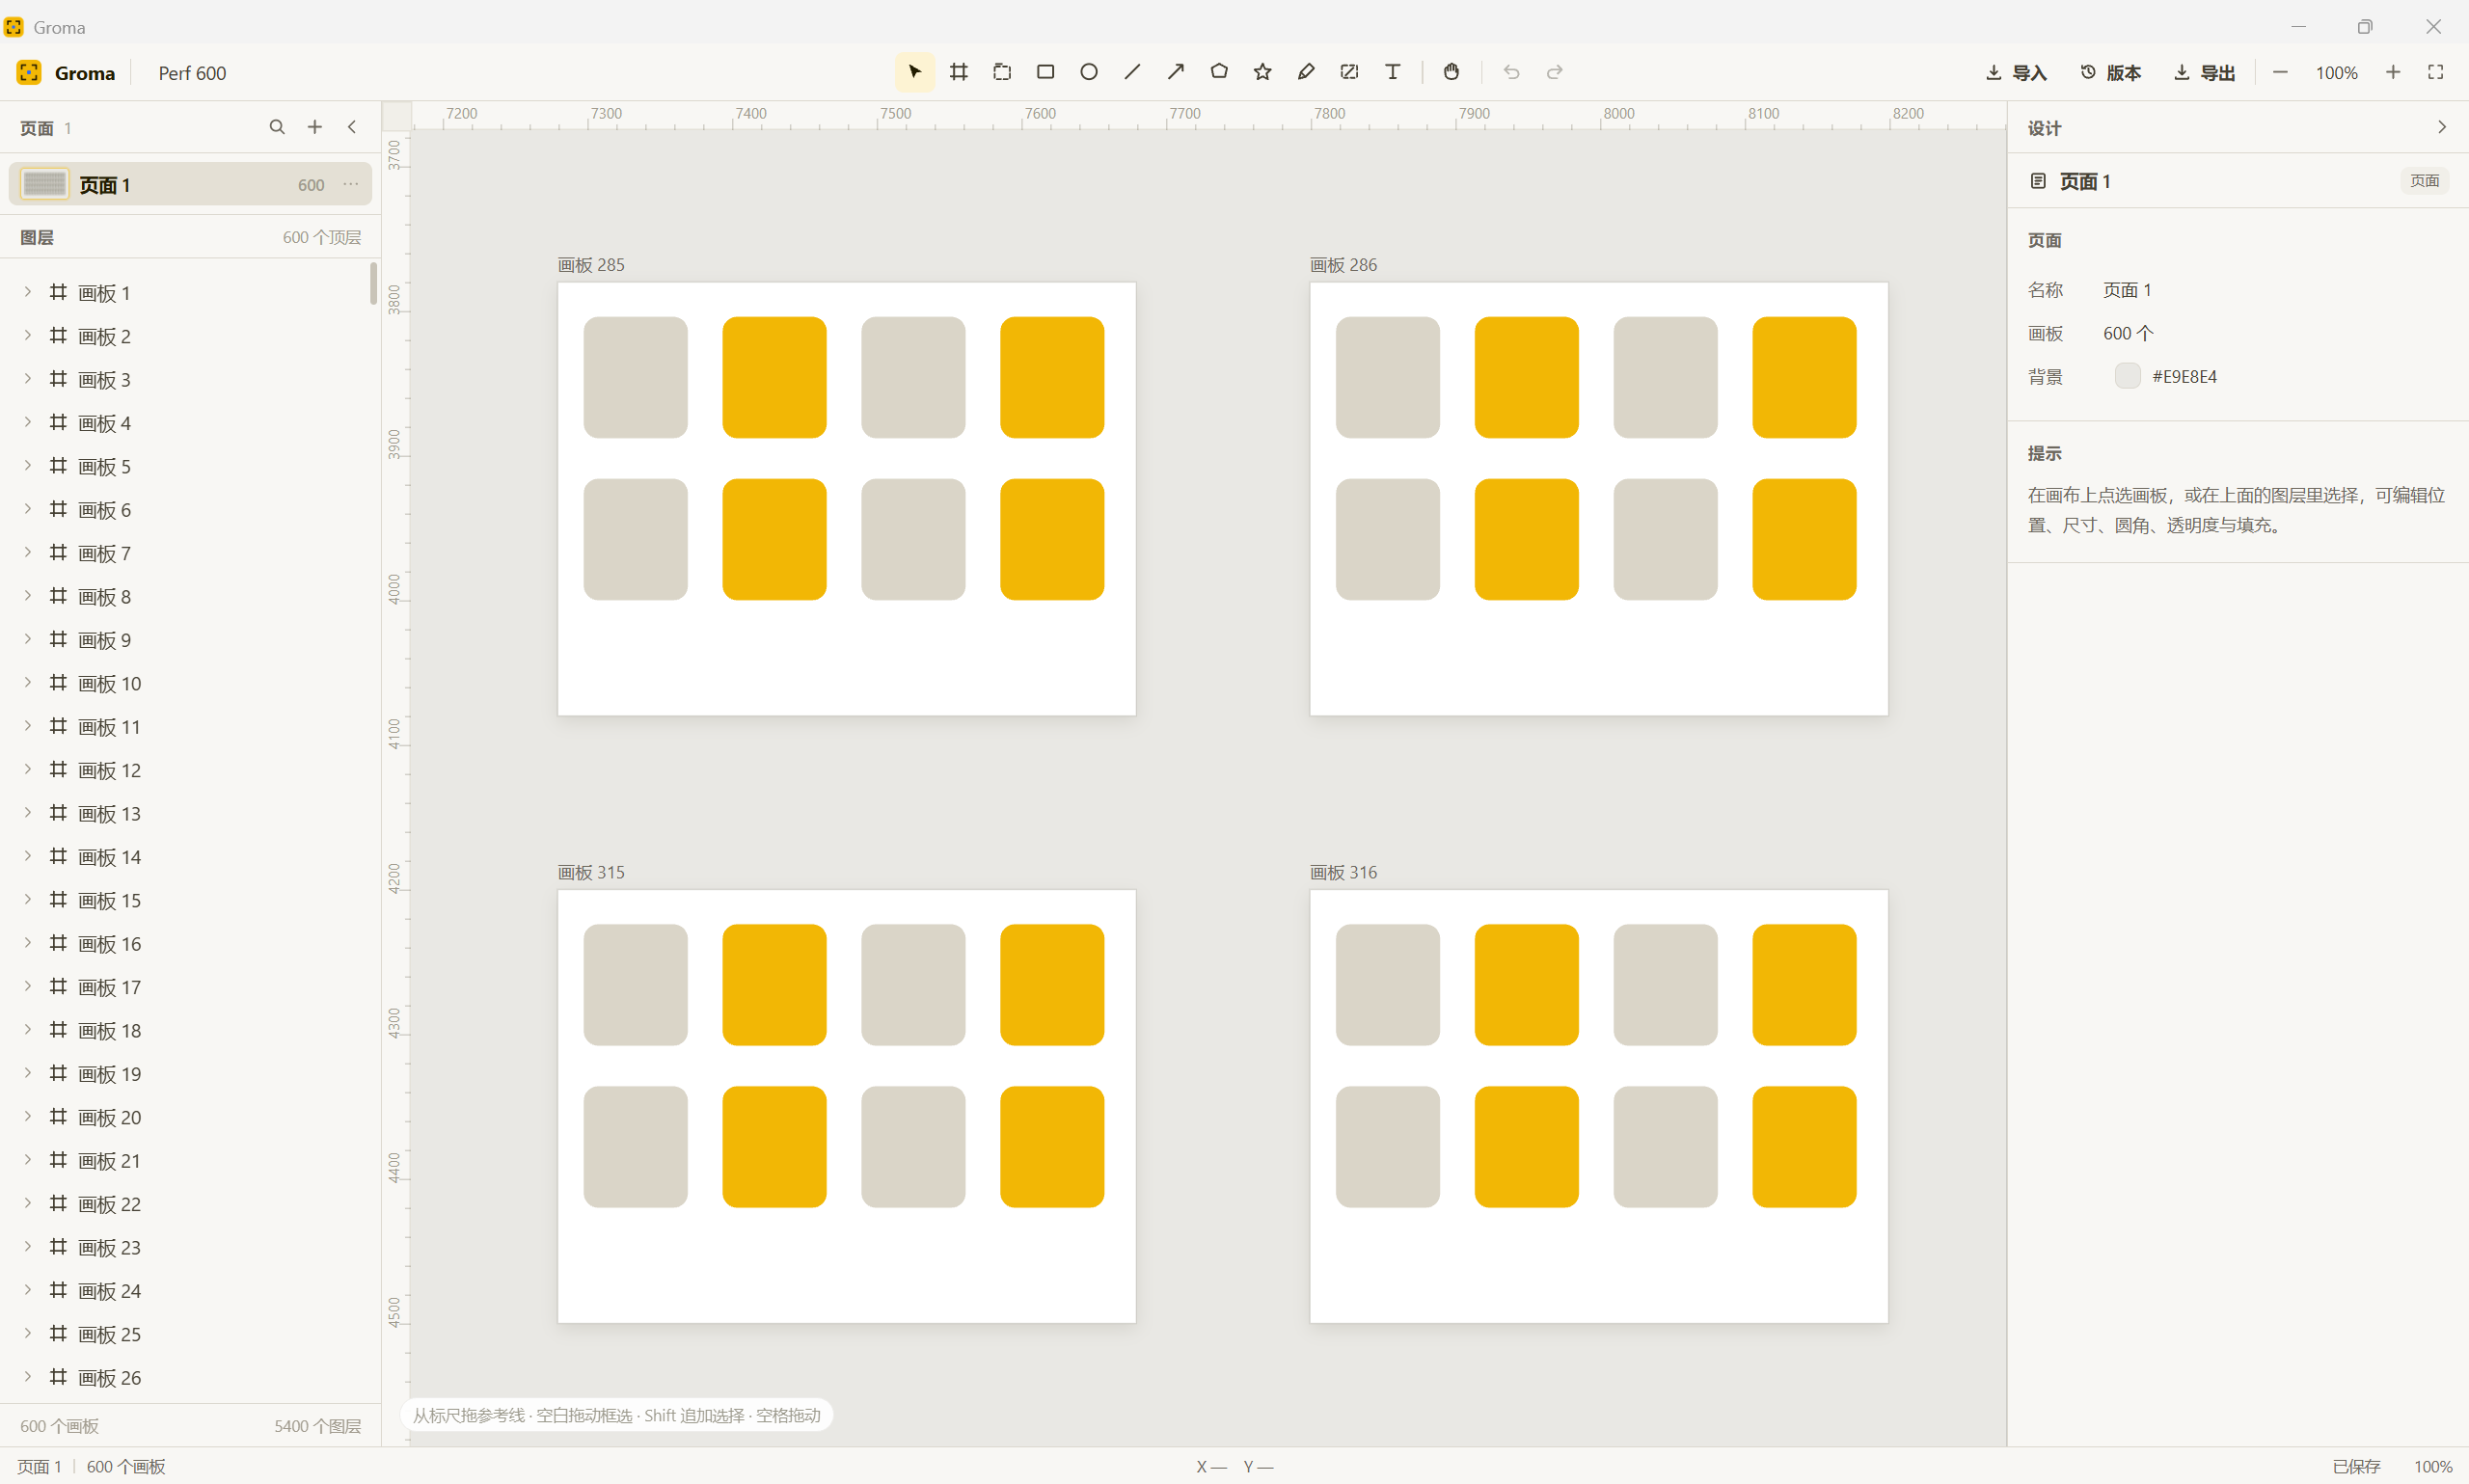 Groma
Groma
Perf 600
导入
版本
导出
100%
页面 1
页面 1
600
图层
600 个顶层
画板 1
画板 2
画板 3
画板 4
画板 5
画板 6
画板 7
画板 8
画板 9
画板 10
画板 11
画板 12
画板 13
画板 14
画板 15
画板 16
画板 17
画板 18
画板 19
画板 20
画板 21
画板 22
画板 23
画板 24
画板 25
画板 26
600 个画板
5400 个图层
7200
7300
7400
7500
7600
7700
7800
7900
8000
8100
8200
3700
3800
3900
4000
4100
4200
4300
4400
4500
画板 285
画板 286
画板 315
画板 316
从标尺拖参考线 · 空白拖动框选 · Shift 追加选择 · 空格拖动
设计
页面 1
页面
页面
名称
页面 1
画板
600 个
背景
#E9E8E4
提示
在画布上点选画板，或在上面的图层里选择，可编辑位
置、尺寸、圆角、透明度与填充。
页面 1
600 个画板
X —
Y —
已保存
100%